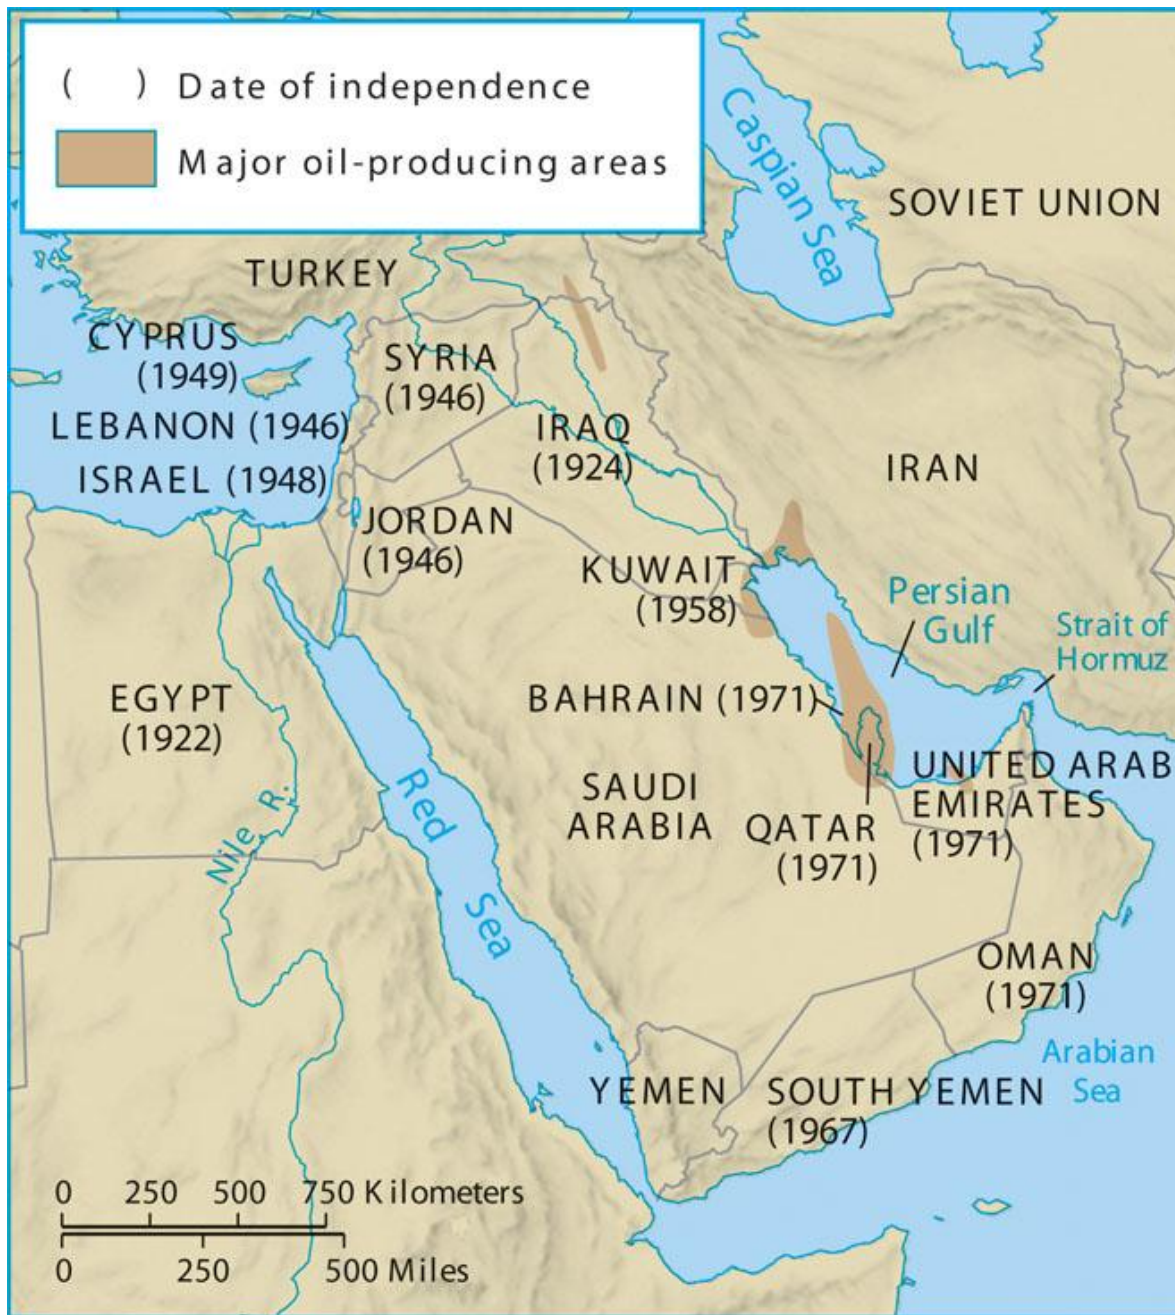 ( ) Date of independence
Major oil-producing areas
Caspian Sea
SOVIET UNION
TURKEY
CYPRUS
(1949)
SYRIA
(1946)
LEBANON (1946)
IRAQ
(1924)
IRAN
ISRAEL (1948)
JORDAN
(1946)
KUWAIT
(1958)
Persian
Gulf
Strait of
Hormuz
EGYPT
(1922)
BAHRAIN (1971)
Red
Sea
SAUDI
ARABIA
QATAR
(1971)
UNITED ARAB
EMIRATES
(1971)
Nile R.
OMAN
(1971)
Arabian
Sea
YEMEN
SOUTH YEMEN
(1967)
0 250 500 750 Kilometers
0 250 500 Miles